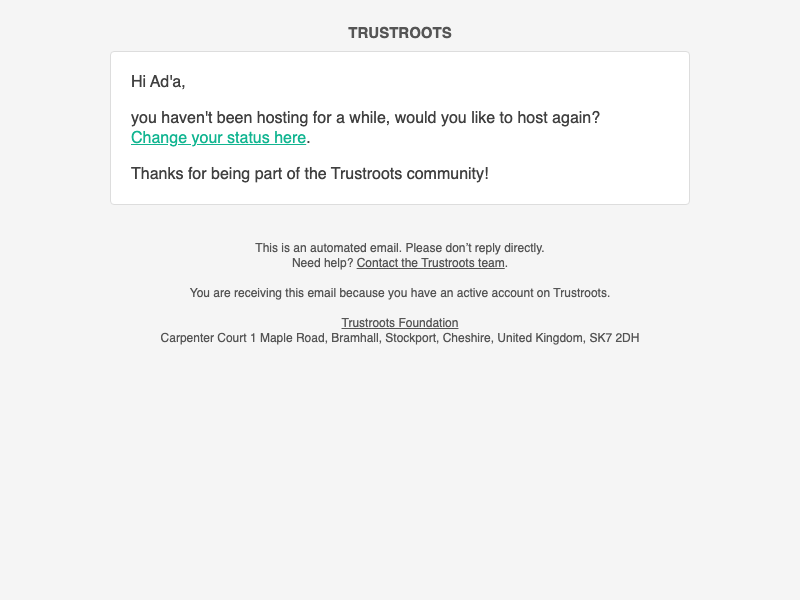 TRUSTROOTS
Hi Ad'a,
you haven't been hosting for a while, would you like to host again?
Change your status here.
Thanks for being part of the Trustroots community!
This is an automated email. Please don’t reply directly.
Need help? Contact the Trustroots team.
You are receiving this email because you have an active account on Trustroots.
Trustroots Foundation
Carpenter Court 1 Maple Road, Bramhall, Stockport, Cheshire, United Kingdom, SK7 2DH